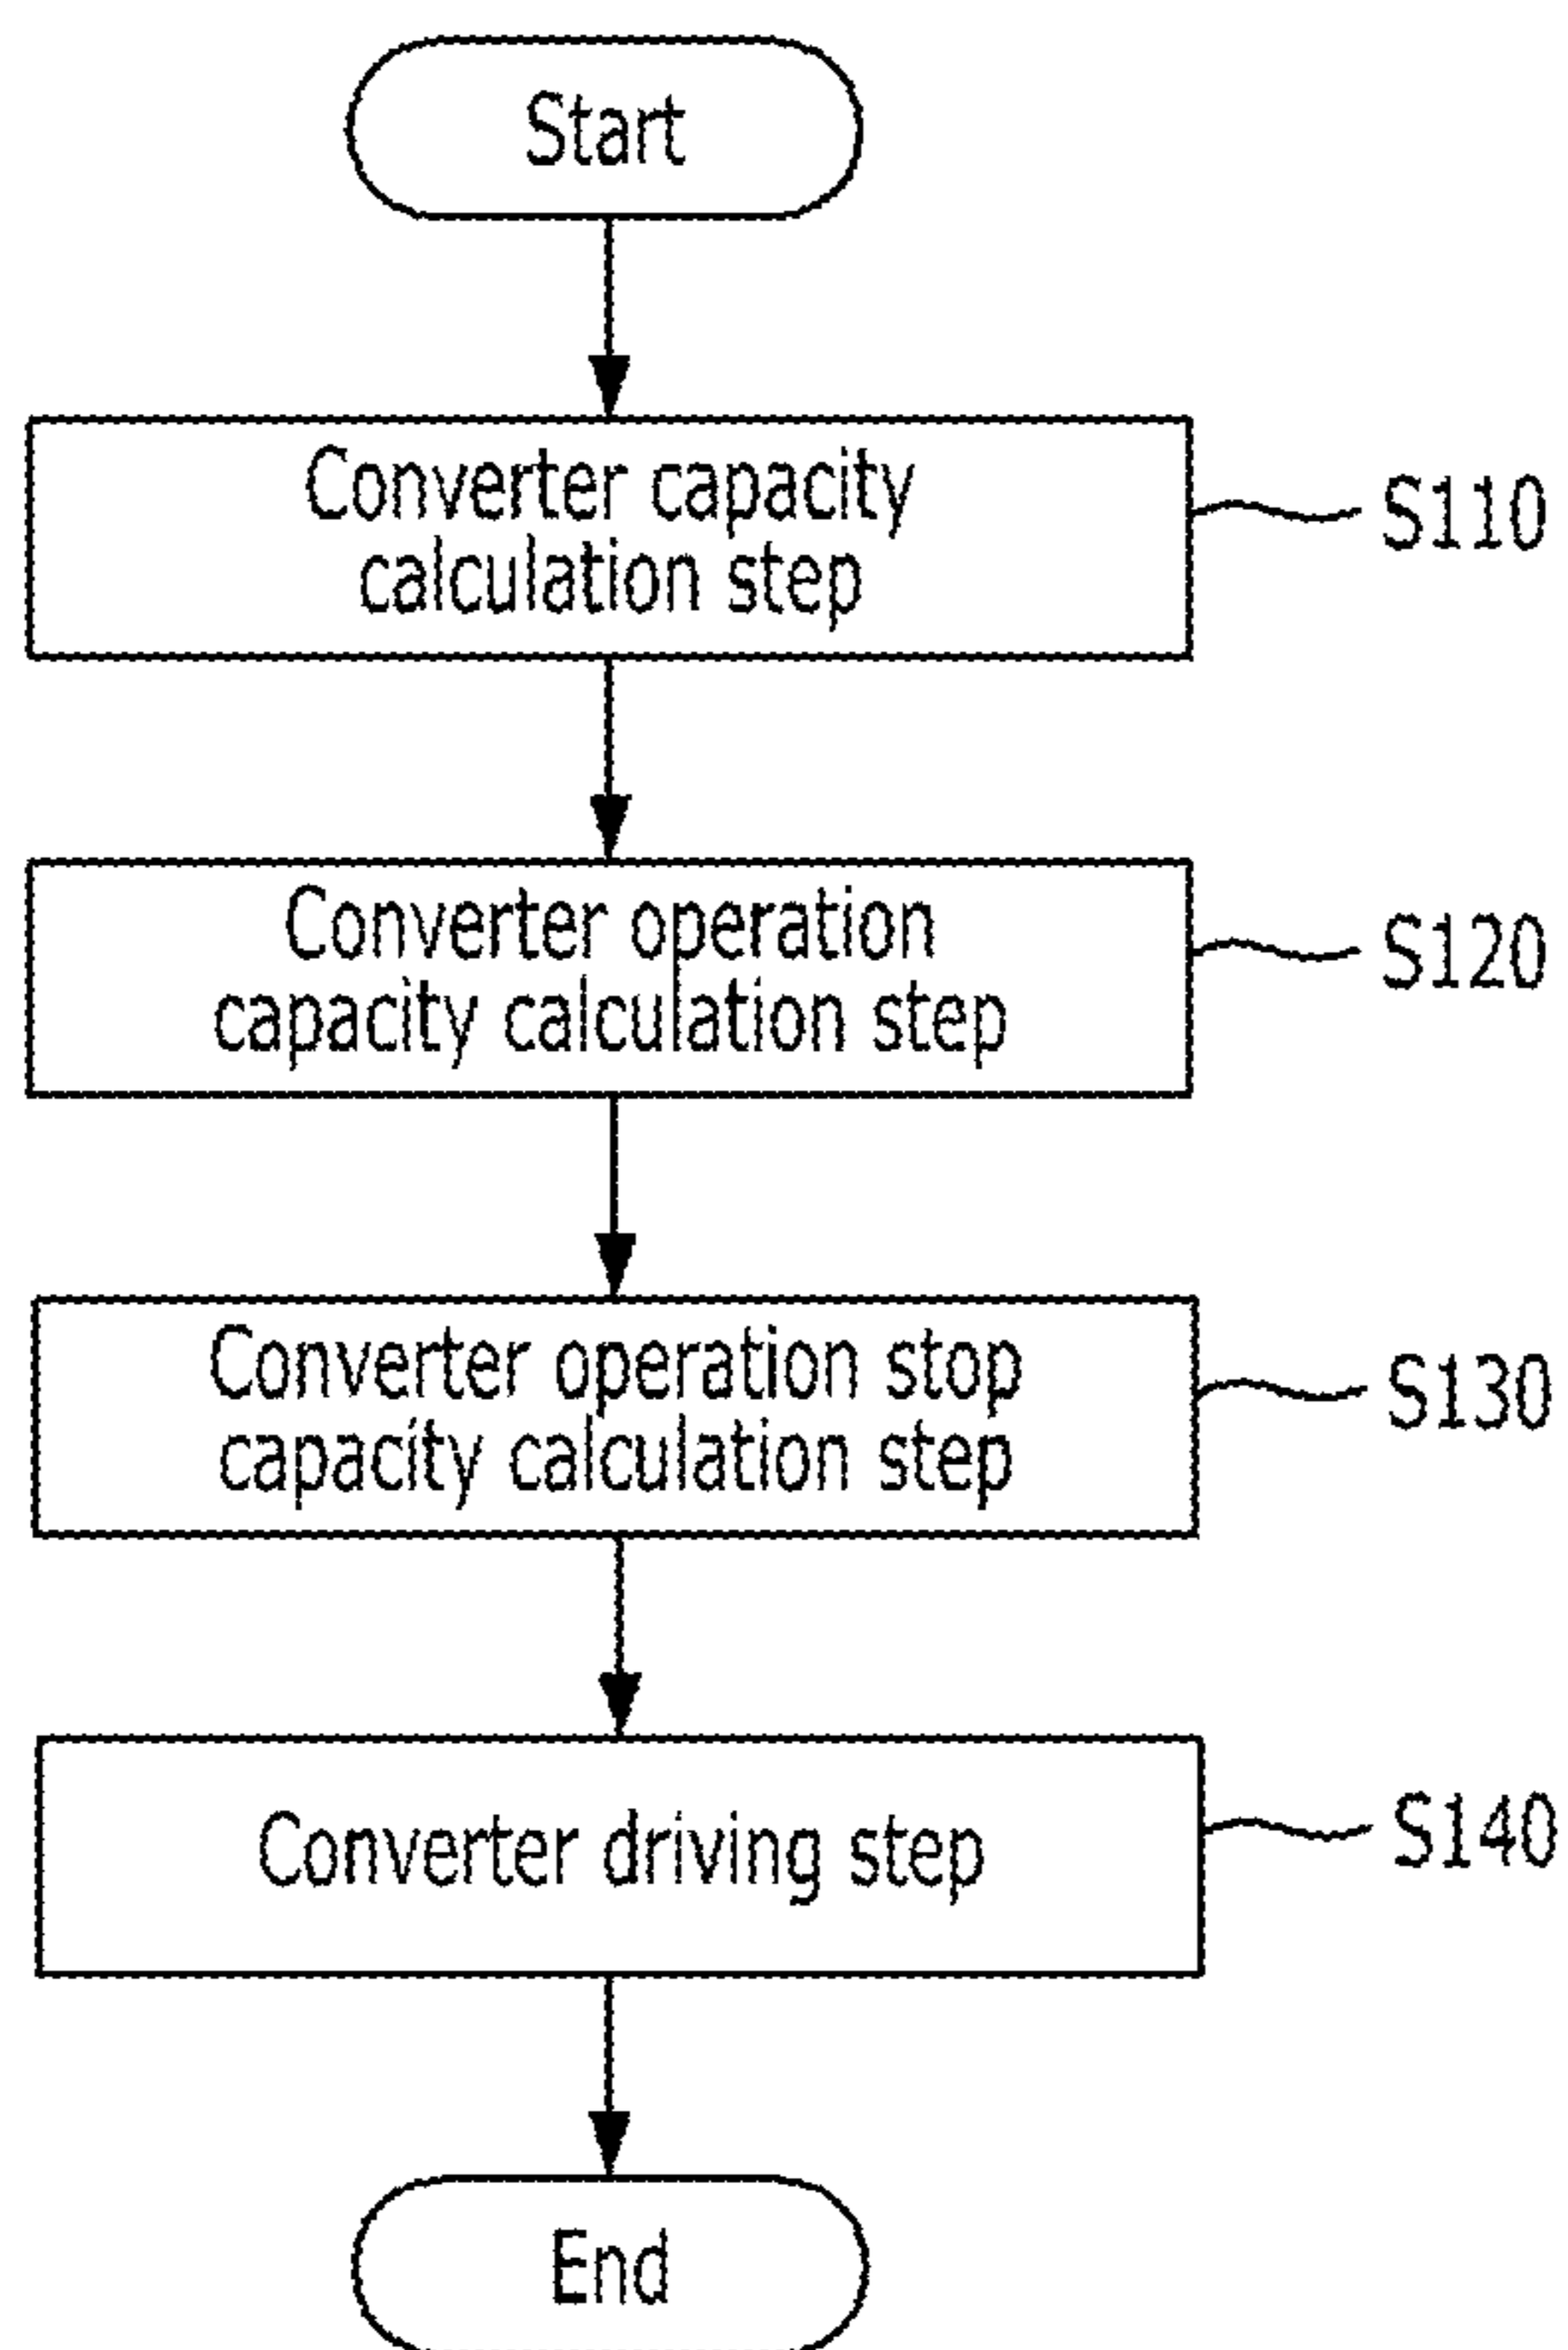 Start
Converter capacity
calculation step
S110
Converter operation
capacity calculation step
S120
Converter operation stop
capacity calculation step
S130
Converter driving step
S140
End